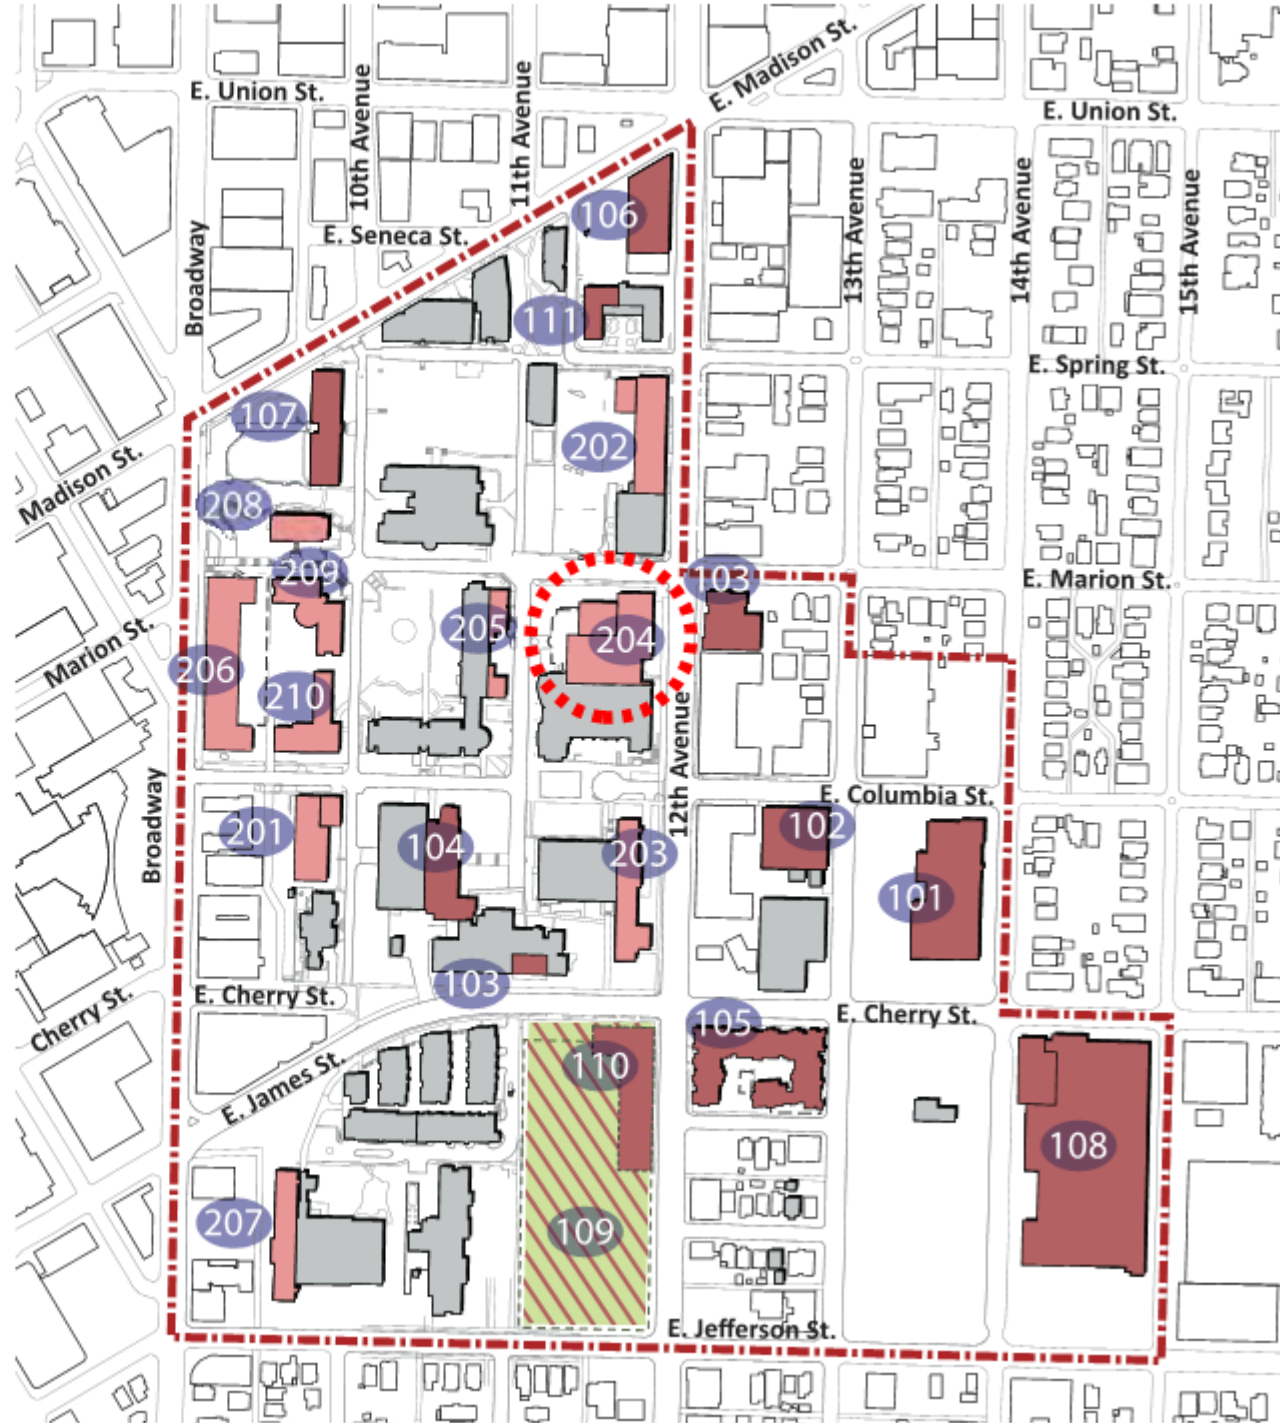 E. Madison St.
E. Union St.
E. Union St.
10th Avenue
11th Avenue
13th Avenue
14th Avenue
15th Avenue
106
E. Seneca St.
Broadway
111
E. Spring St.
107
202
Madison St.
208
209
103
E. Marion St.
205
204
Marion St.
206
210
12th Avenue
E. Columbia St.
Broadway
201
104
203
102
101
103
E. Cherry St.
Cherry St.
105
E. Cherry St.
110
E. James St.
108
207
109
E. Jefferson St.